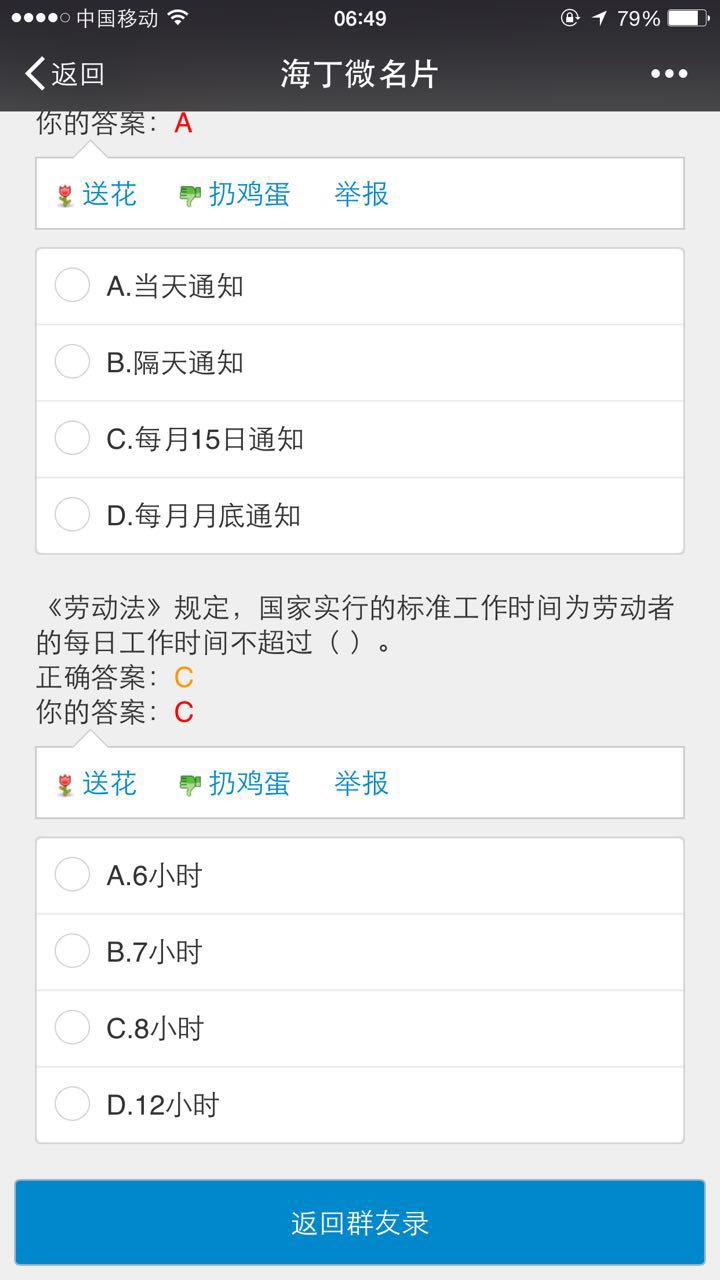 中国移动 06:49 79%
返回 海丁微名片
你的答案：A
送花 扔鸡蛋 举报
A.当天通知
B.隔天通知
C.每月15日通知
D.每月月底通知
《劳动法》规定，国家实行的标准工作时间为劳动者
的每日工作时间不超过（ ）。
正确答案：C
你的答案：C
送花 扔鸡蛋 举报
A.6小时
B.7小时
C.8小时
D.12小时
返回群友录